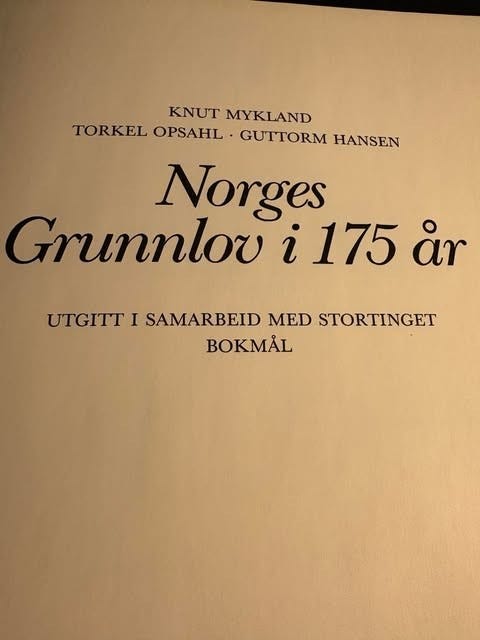 KNUT MYKLAND
TORKEL OPSAHL · GUTTORM HANSEN
Norges
Grunnlov i 175 år
UTGITT I SAMARBEID MED STORTINGET
BOKMÅL